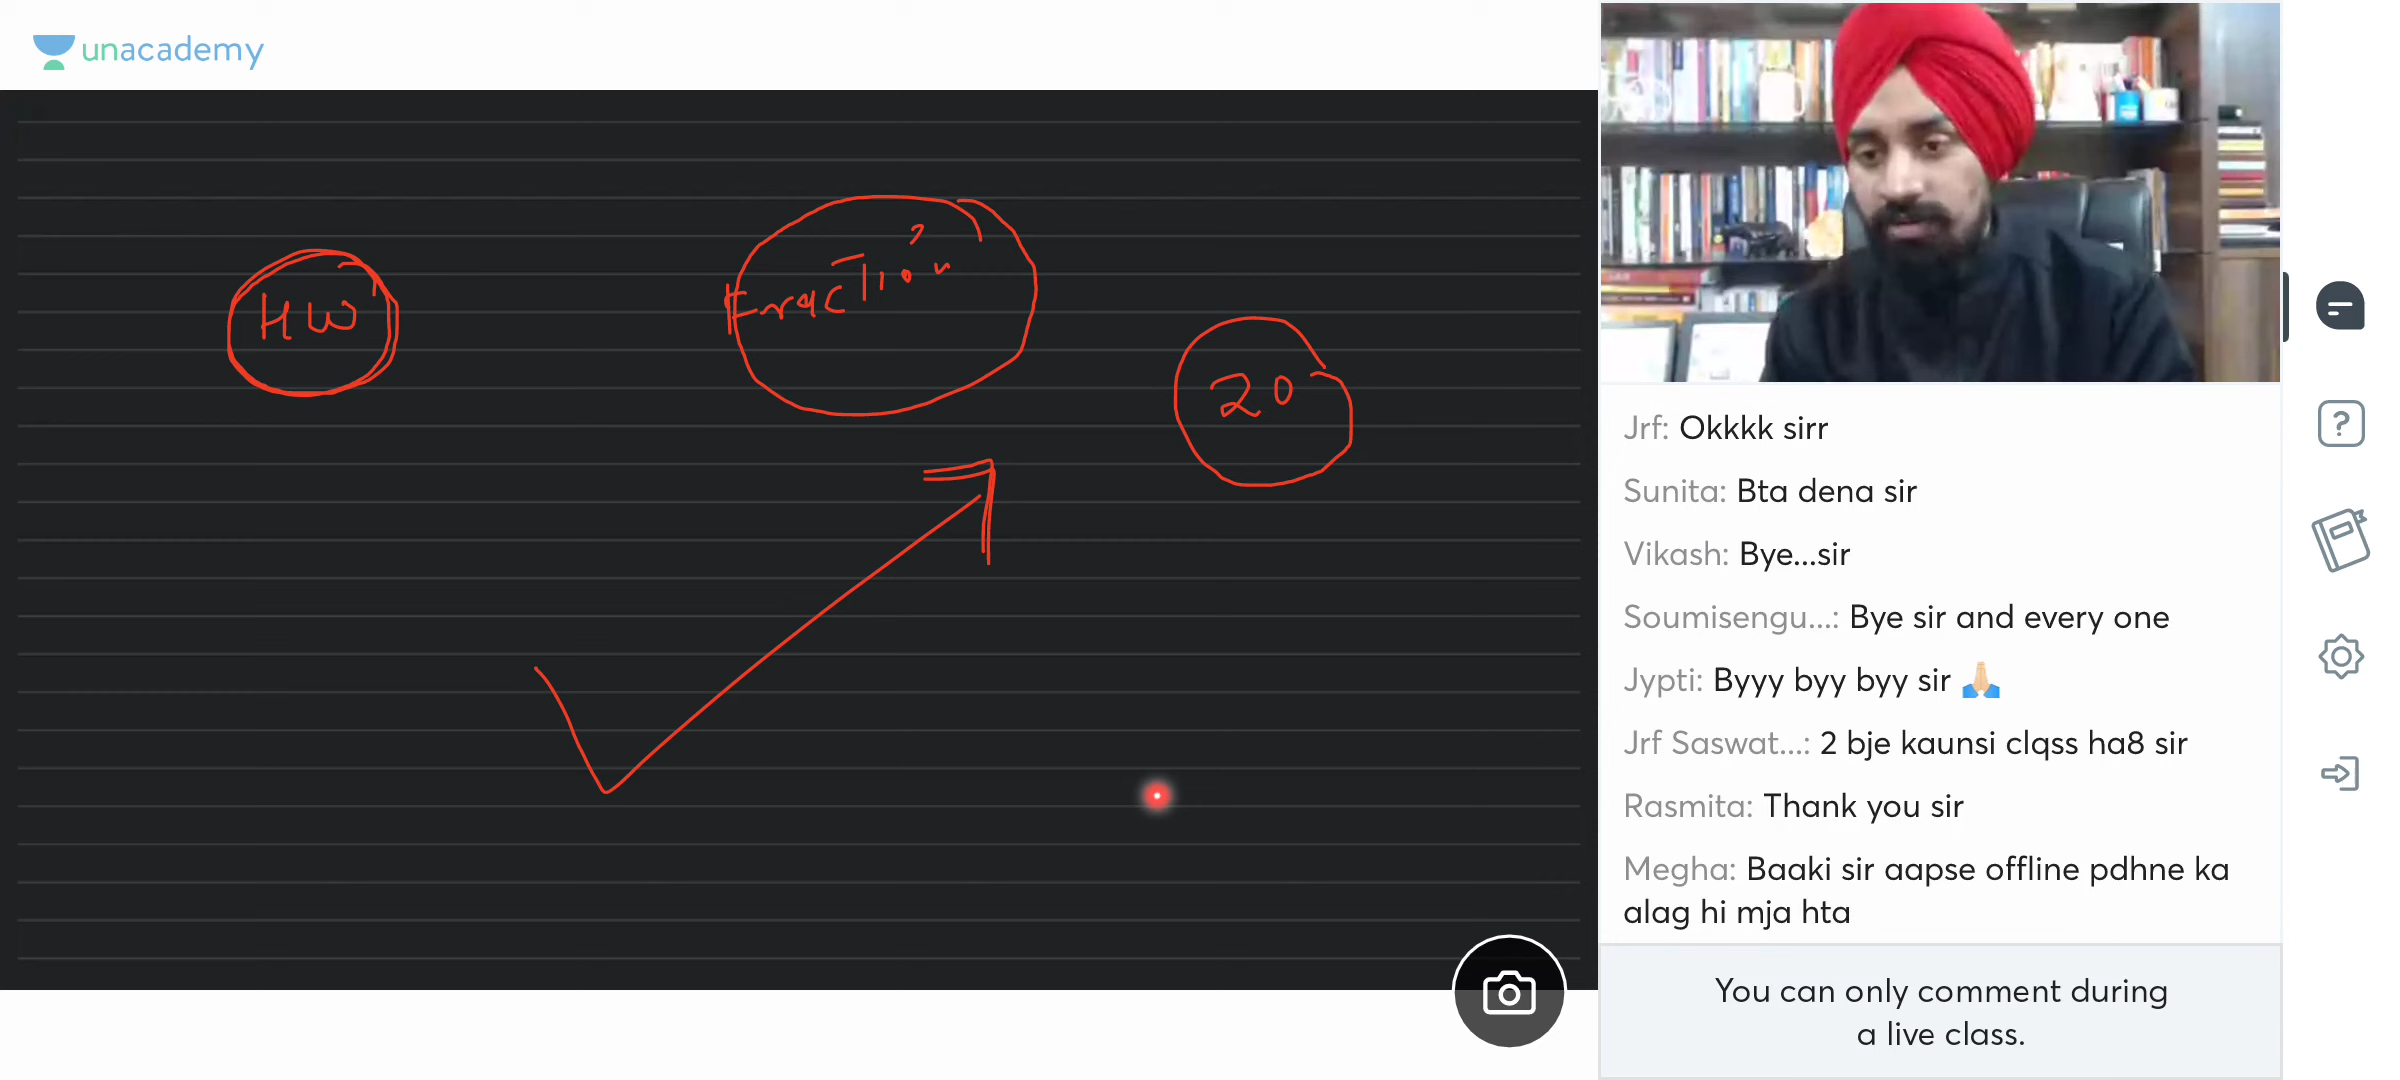 unacademy
HW
Fraction
20
Jrf: Okkkk sirr
Sunita: Bta dena sir
Vikash: Bye...sir
Soumisengu...: Bye sir and every one
Jypti: Byyy byy byy sir 🙏🏻
Jrf Saswat...: 2 bje kaunsi clqss ha8 sir
Rasmita: Thank you sir
Megha: Baaki sir aapse offline pdhne ka
alag hi mja hta
You can only comment during
a live class.